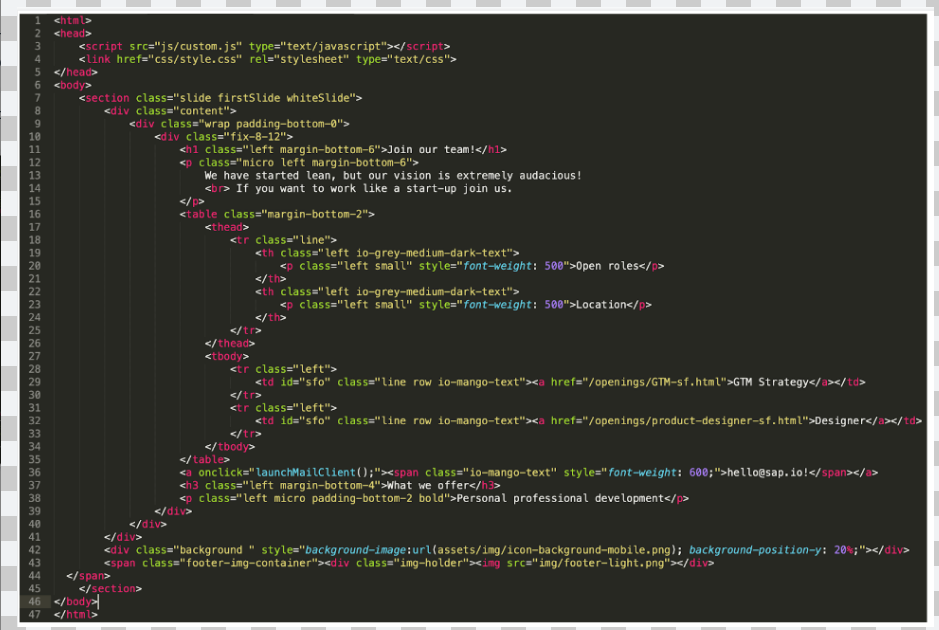 1 <html>
2 <head>
3     <script src="js/custom.js" type="text/javascript"></script>
4     <link href="css/style.css" rel="stylesheet" type="text/css">
5 </head>
6 <body>
7     <section class="slide firstSlide whiteSlide">
8         <div class="content">
9             <div class="wrap padding-bottom-0">
10                 <div class="fix-8-12">
11                     <h1 class="left margin-bottom-6">Join our team!</h1>
12                     <p class="micro left margin-bottom-6">
13                         We have started lean, but our vision is extremely audacious!
14                         <br> If you want to work like a start-up join us.
15                     </p>
16                     <table class="margin-bottom-2">
17                         <thead>
18                             <tr class="line">
19                                 <th class="left io-grey-medium-dark-text">
20                                     <p class="left small" style="font-weight: 500">Open roles</p>
21                                 </th>
22                                 <th class="left io-grey-medium-dark-text">
23                                     <p class="left small" style="font-weight: 500">Location</p>
24                                 </th>
25                             </tr>
26                         </thead>
27                         <tbody>
28                             <tr class="left">
29                                 <td id="sfo" class="line row io-mango-text"><a href="/openings/GTM-sf.html">GTM Strategy</a></td>
30                             </tr>
31                             <tr class="left">
32                                 <td id="sfo" class="line row io-mango-text"><a href="/openings/product-designer-sf.html">Designer</a></td>
33                             </tr>
34                         </tbody>
35                     </table>
36                     <a onclick="launchMailClient();"><span class="io-mango-text" style="font-weight: 600;">hello@sap.io!</span></a>
37                     <h3 class="left margin-bottom-4">What we offer</h3>
38                     <p class="left micro padding-bottom-2 bold">Personal professional development</p>
39                 </div>
40             </div>
41         </div>
42         <div class="background " style="background-image:url(assets/img/icon-background-mobile.png); background-position-y: 20%;"></div>
43         <span class="footer-img-container"><div class="img-holder"><img src="img/footer-light.png"></div>
44   </span>
45     </section>
46 </body>
47 </html>